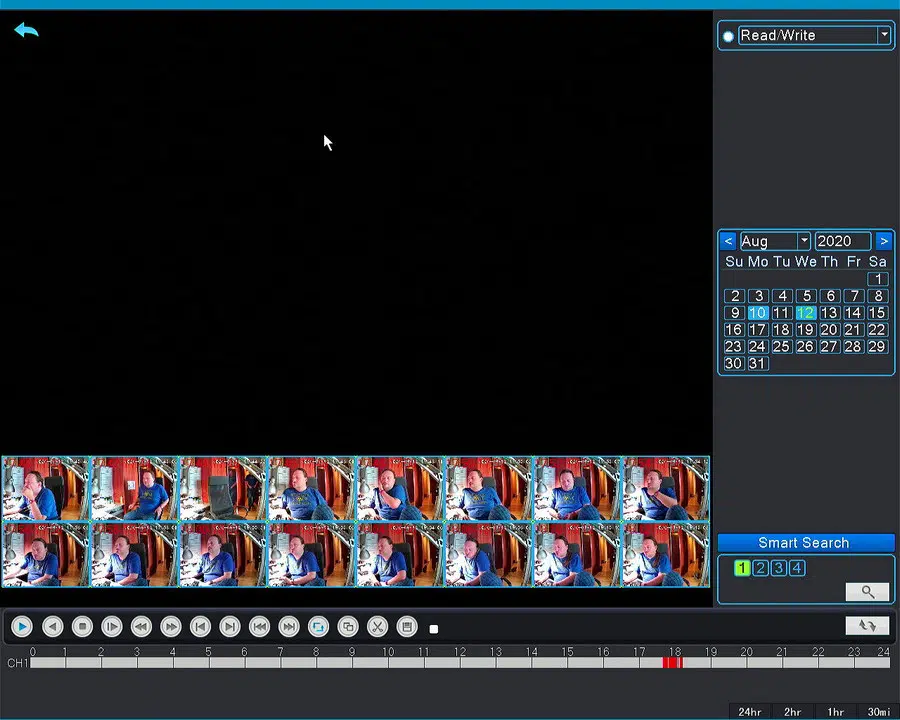 Read/Write
< Aug 2020 >
Su Mo Tu We Th Fr Sa
1
2 3 4 5 6 7 8
9 10 11 12 13 14 15
16 17 18 19 20 21 22
23 24 25 26 27 28 29
30 31
Smart Search
1 2 3 4
0 1 2 3 4 5 6 7 8 9 10 11 12 13 14 15 16 17 18 19 20 21 22 23 24
CH1
24hr 2hr 1hr 30mi